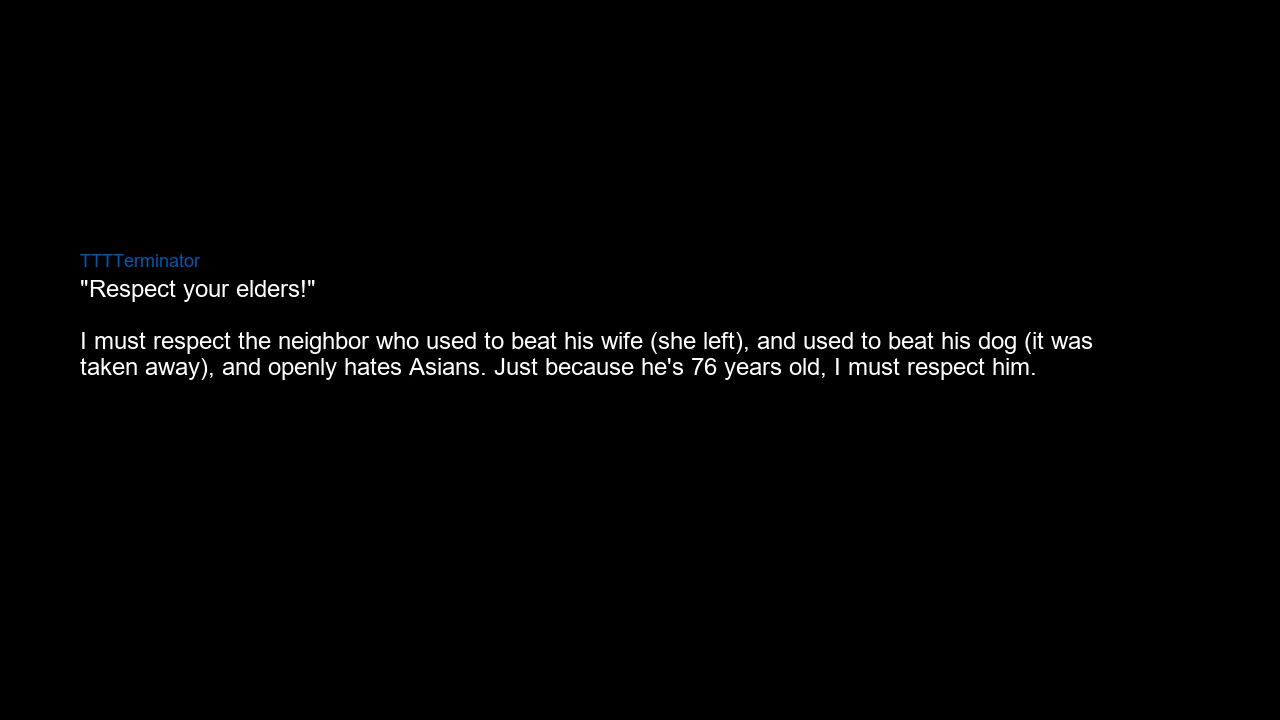 TTTTerminator
"Respect your elders!"
I must respect the neighbor who used to beat his wife (she left), and used to beat his dog (it was
taken away), and openly hates Asians. Just because he's 76 years old, I must respect him.